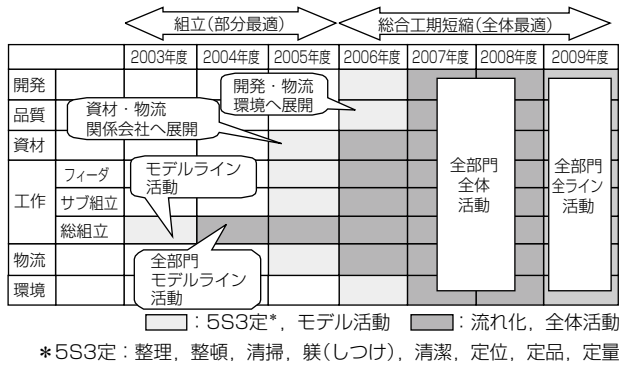 組立(部分最適)　総合工期短縮(全体最適)
2003年度　2004年度　2005年度　2006年度　2007年度　2008年度　2009年度
開発
品質
資材
工作
フィーダ
サブ組立
総組立
物流
環境
開発・物流
環境へ展開
資材・物流
関係会社へ展開
モデルライン
活動
全部門
モデルライン
活動
全部門
全体
活動
全部門
全ライン
活動
：5S3定*，モデル活動　：流れ化，全体活動
*5S3定：整理，整頓，清掃，躾(しつけ)，清潔，定位，定品，定量